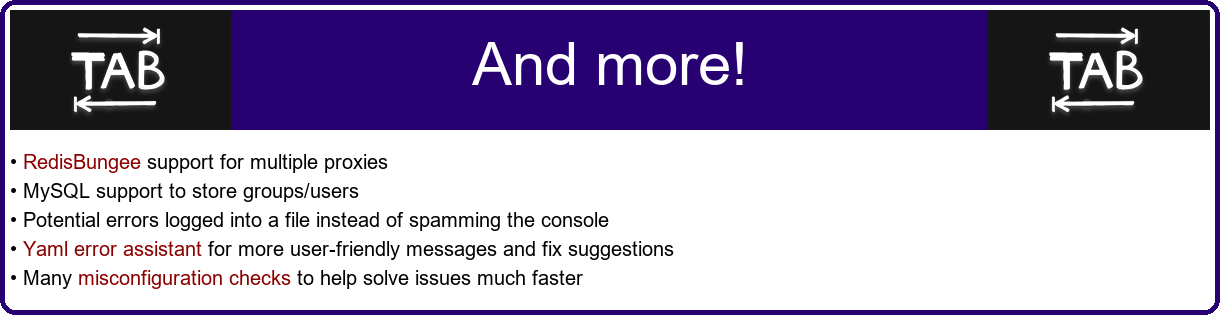 TAB
And more!
TAB
• RedisBungee support for multiple proxies
• MySQL support to store groups/users
• Potential errors logged into a file instead of spamming the console
• Yaml error assistant for more user-friendly messages and fix suggestions
• Many misconfiguration checks to help solve issues much faster